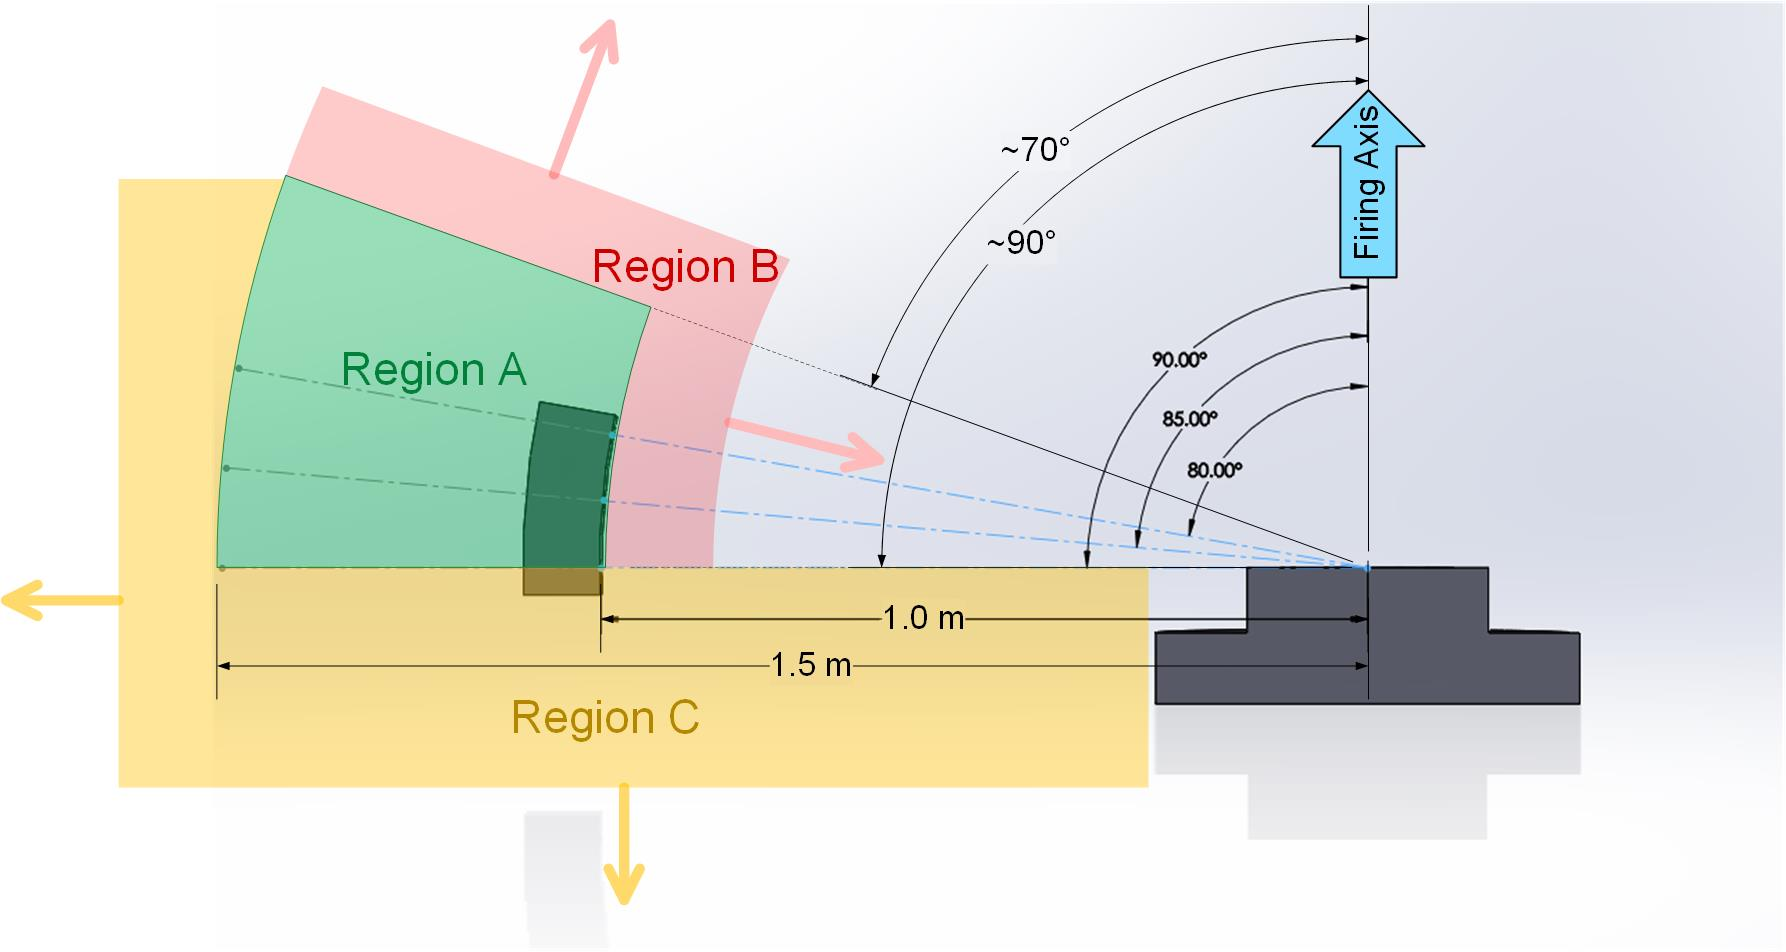 ~70°
Firing Axis
~90°
Region B
90.00°
Region A
85.00°
80.00°
1.0 m
1.5 m
Region C